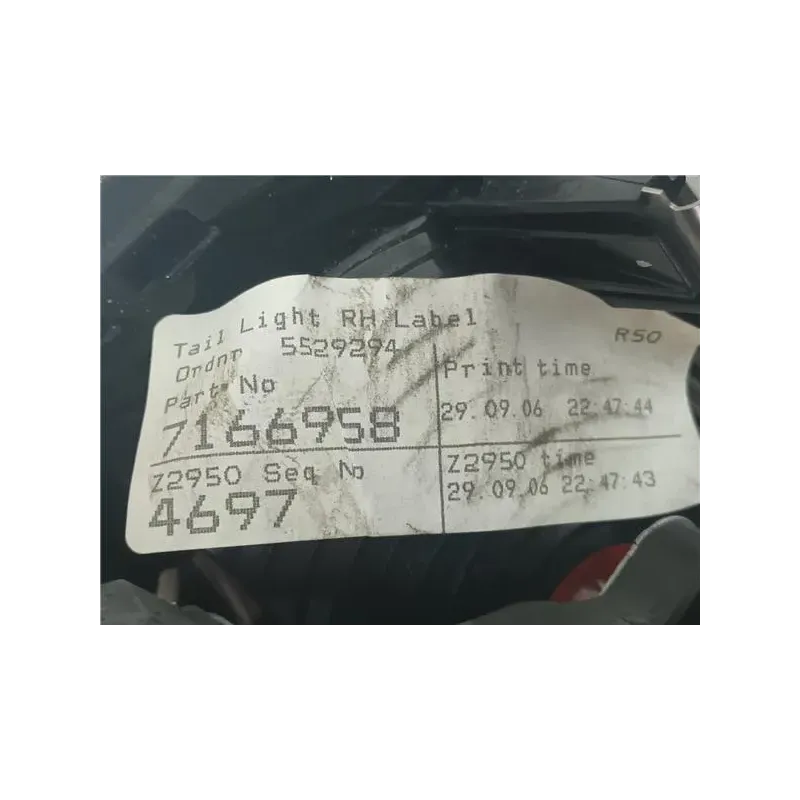 Tail Light RH Label R50
Ordnr 5529294
Part No
7166958
Print time
29.09.06 22:47:44
Z2950 Seq No
4697
Z2950 time
29.09.06 22:47:43